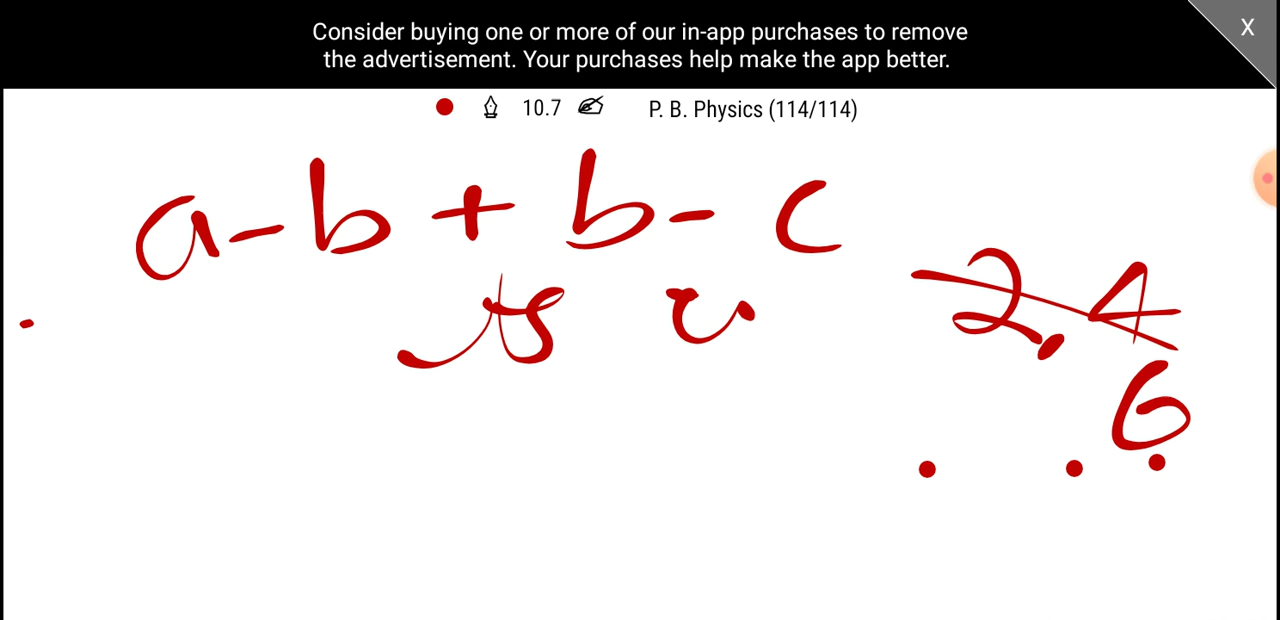 Consider buying one or more of our in-app purchases to remove
the advertisement. Your purchases help make the app better.
X
10.7 P. B. Physics (114/114)
a - b + b - c
2.4
6